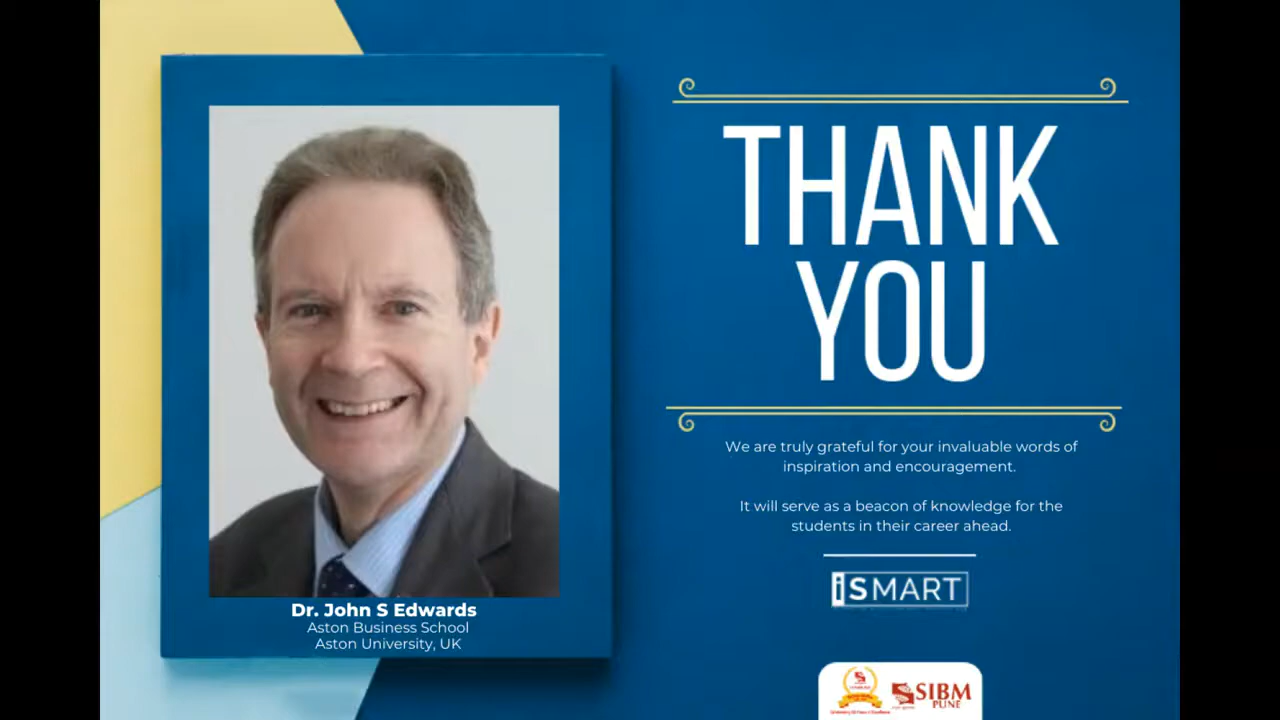 THANK
YOU
We are truly grateful for your invaluable words of
inspiration and encouragement.
It will serve as a beacon of knowledge for the
students in their career ahead.
iSMART
Dr. John S Edwards
Aston Business School
Aston University, UK
SIBM
PUNE